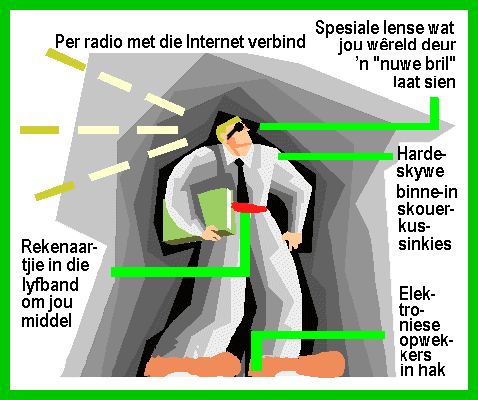 Per radio met die Internet verbind
Spesiale lense wat
jou wêreld deur
'n "nuwe bril"
laat sien
Harde-
skywe
binne-in
skouer-
kus-
sinkies
Rekenaar-
tjie in die
lyfband
om jou
middel
Elek-
tro-
niese
opwek-
kers
in hak